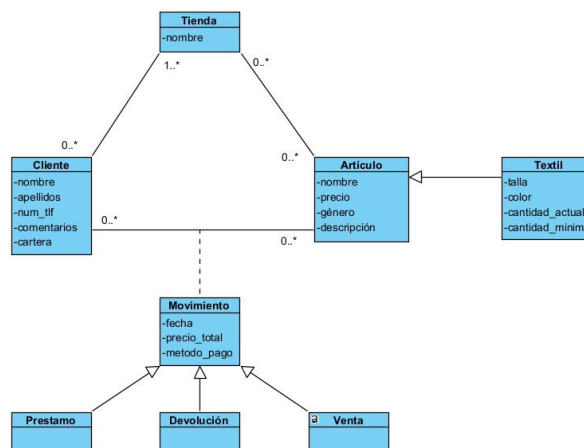 Tienda
-nombre
1..*
0..*
0..*
0..*
Cliente
-nombre
-apellidos
-num_tlf
-comentarios
-cartera
Artículo
-nombre
-precio
-género
-descripción
Textil
-talla
-color
-cantidad_actual
-cantidad_minim
0..*
0..*
Movimiento
-fecha
-precio_total
-metodo_pago
Prestamo
Devolución
a Venta